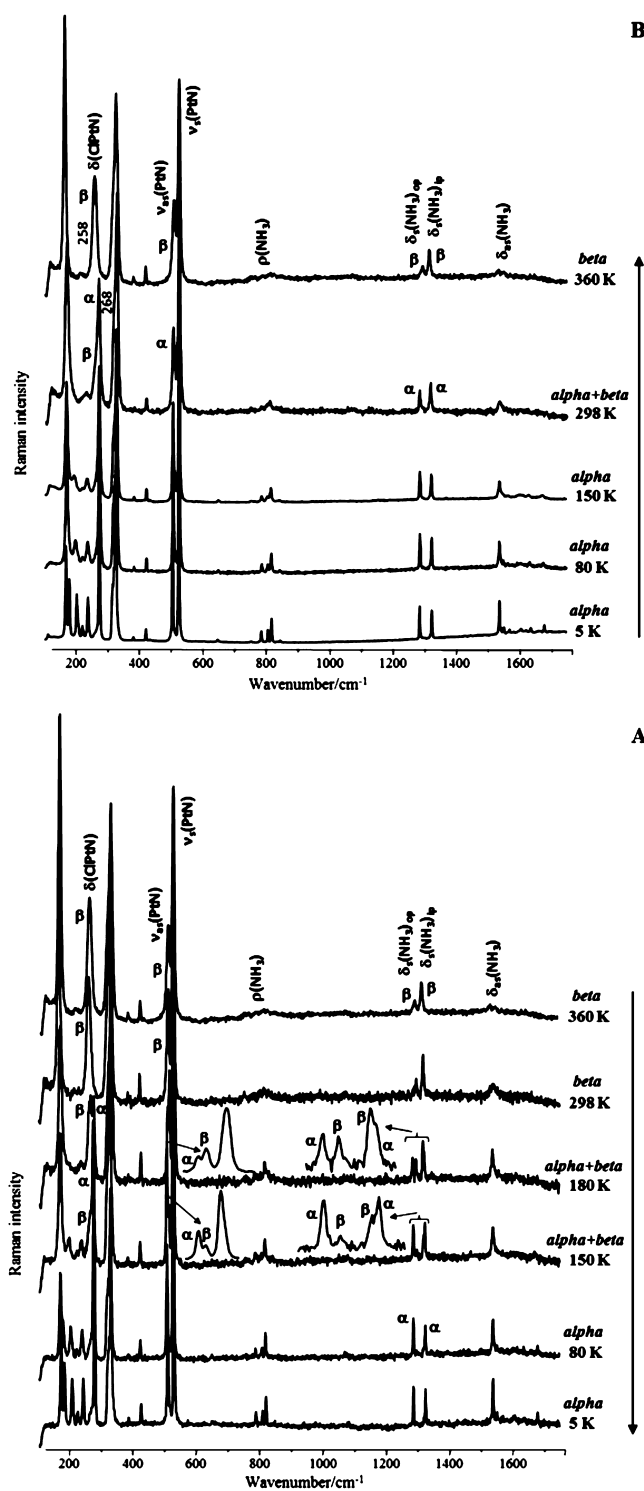 B
δ(ClPtN)
νas(PtN)
νs(PtN)
ρ(NH3)
δs(NH3)op
δs(NH3)ip
δas(NH3)
β
258
β
β
β
beta
360 K
α
268
β
α
α
α
alpha+beta
298 K
alpha
150 K
alpha
80 K
alpha
5 K
Raman intensity
200 400 600 800 1000 1200 1400 1600
Wavenumber/cm-1
A
δ(ClPtN)
νas(PtN)
νs(PtN)
ρ(NH3)
δs(NH3)op
δs(NH3)ip
δas(NH3)
β
β
β
β
beta
360 K
β
β
beta
298 K
β α
α β
α β β α
alpha+beta
180 K
α
β
α β
α β β α
alpha+beta
150 K
α α
alpha
80 K
alpha
5 K
Raman intensity
200 400 600 800 1000 1200 1400 1600
Wavenumber/cm-1